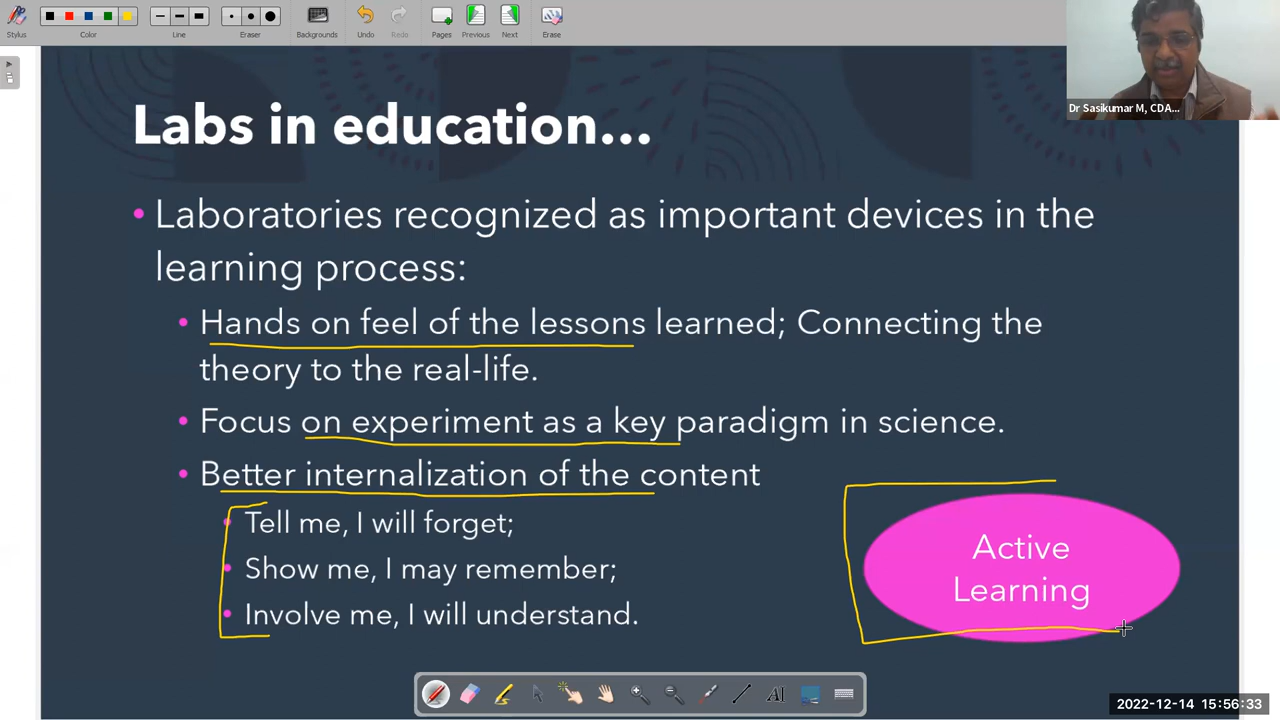 Stylus
Color
Line
Eraser
Backgrounds
Undo
Redo
Pages
Previous
Next
Erase
Dr Sasikumar M, CDA...
Labs in education...
• Laboratories recognized as important devices in the
learning process:
• Hands on feel of the lessons learned; Connecting the
theory to the real-life.
• Focus on experiment as a key paradigm in science.
• Better internalization of the content
• Tell me, I will forget;
• Show me, I may remember;
• Involve me, I will understand.
Active
Learning
AI
2022-12-14 15:56:33